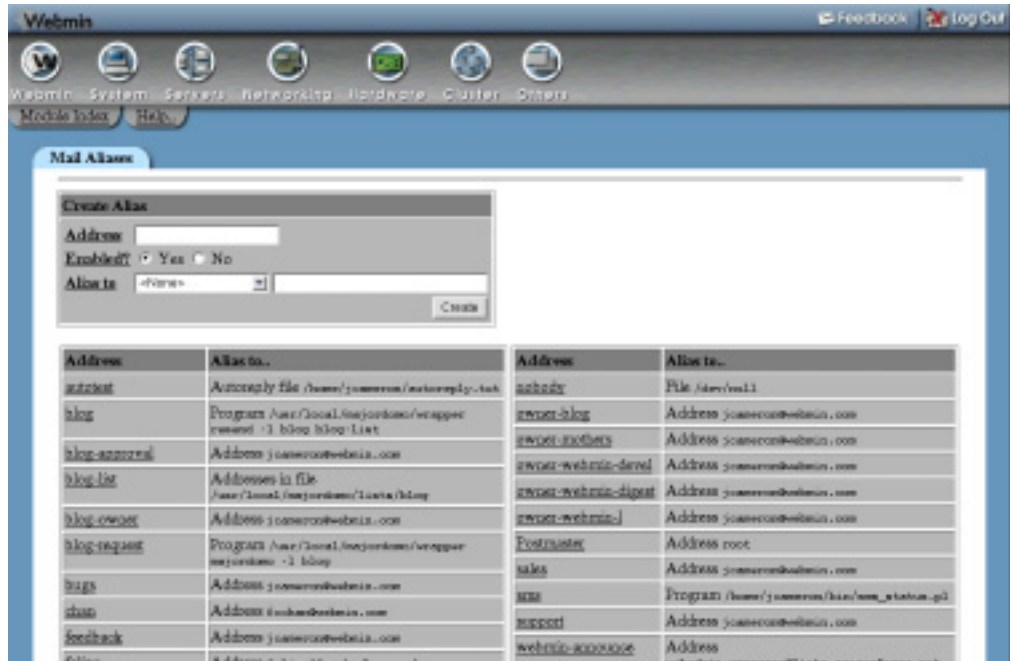 Webmin
Feedback Log Out
Webmin System Servers Networking Hardware Cluster Others
Module Index Help..
Mail Aliases
Create Alias
Address
Enabled? Yes No
Alias to <None>
Create
Address Alias to..
autotest Autoreply file /home/jcameron/autoreply.txt
blog Program /usr/local/majordomo/wrapper
resend -l blog blog-list
blog-approval Address jcameron@webmin.com
blog-list Addresses in file
/usr/local/majordomo/lists/blog
blog-owner Address jcameron@webmin.com
blog-request Program /usr/local/majordomo/wrapper
majordomo -l blog
bugs Address jcameron@webmin.com
chan Address
feedback Address jcameron@webmin.com
Address
Address Alias to..
nobody File /dev/null
owner-blog Address jcameron@webmin.com
owner-mothers Address jcameron@webmin.com
owner-webmin-devel Address jcameron@webmin.com
owner-webmin-digest Address jcameron@webmin.com
owner-webmin-l Address jcameron@webmin.com
Postmaster Address root
sales Address jcameron@webmin.com
sms Program /home/jcameron/bin/sms_status.pl
support Address jcameron@webmin.com
webmin-announce Address